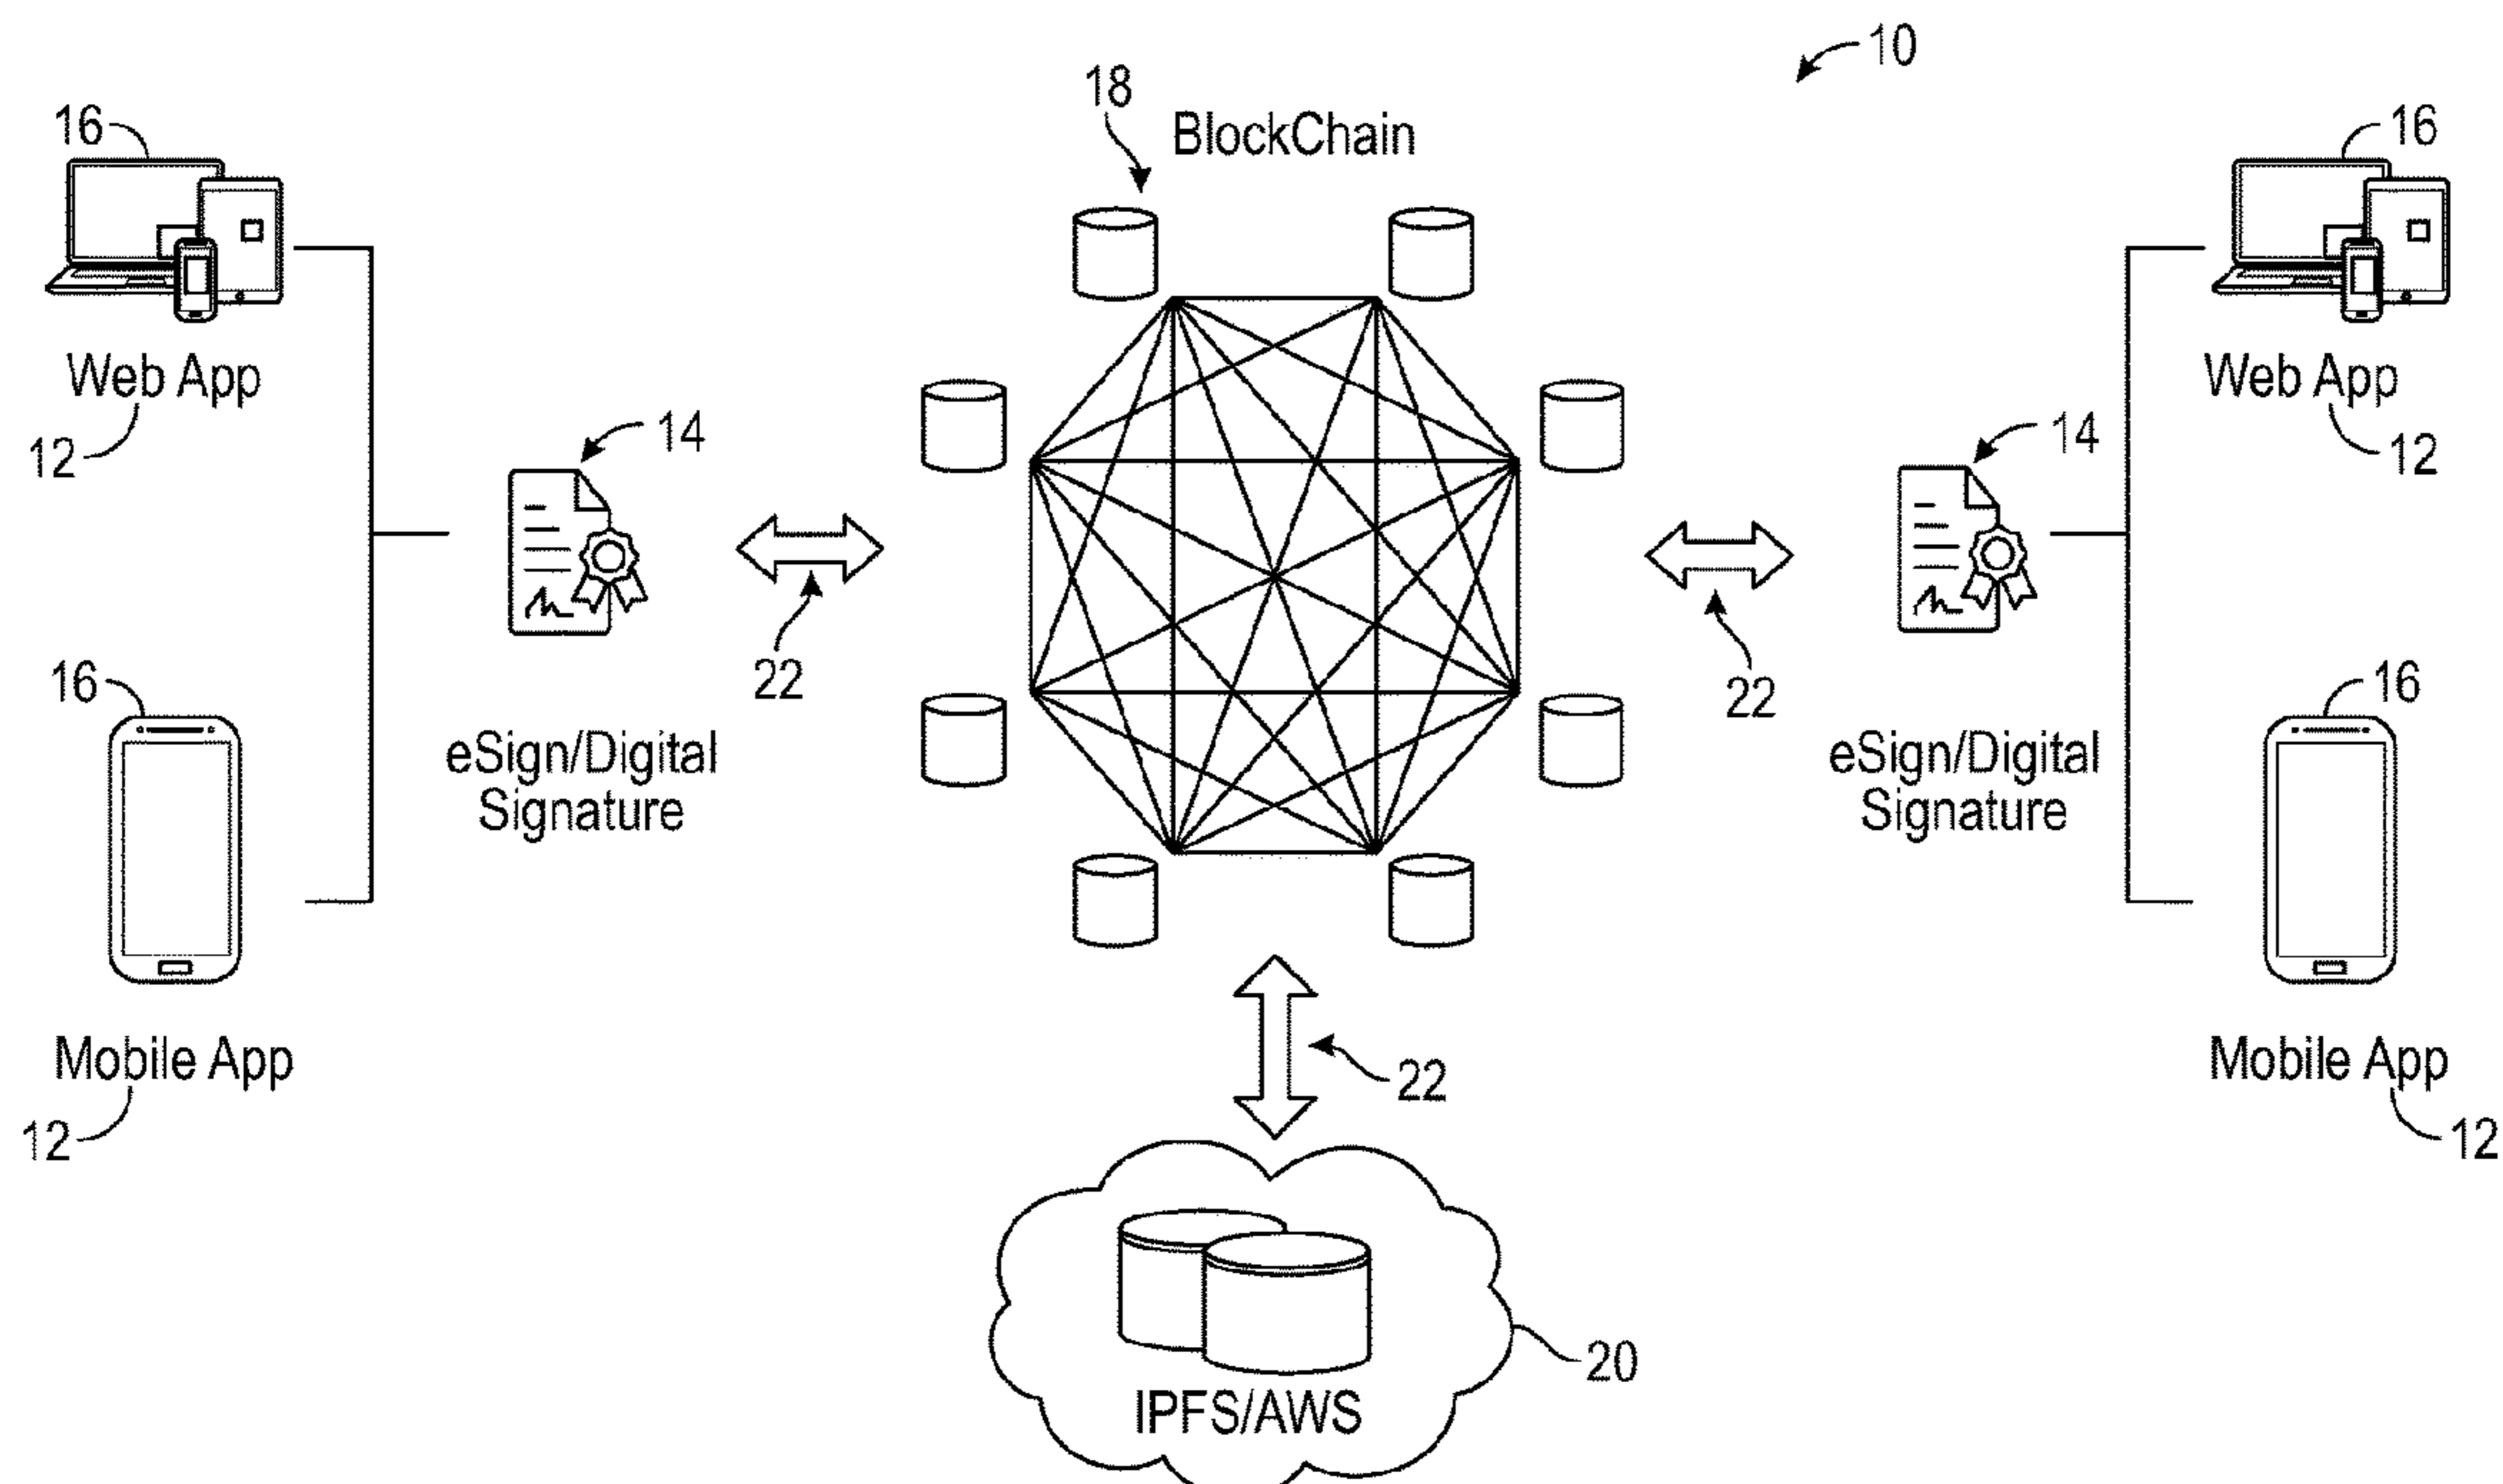 10
18
BlockChain
16
16
Web App
12
14
Web App
12
14
22
22
16
16
eSign/Digital
Signature
eSign/Digital
Signature
Mobile App
12
22
Mobile App
12
20
IPFS/AWS